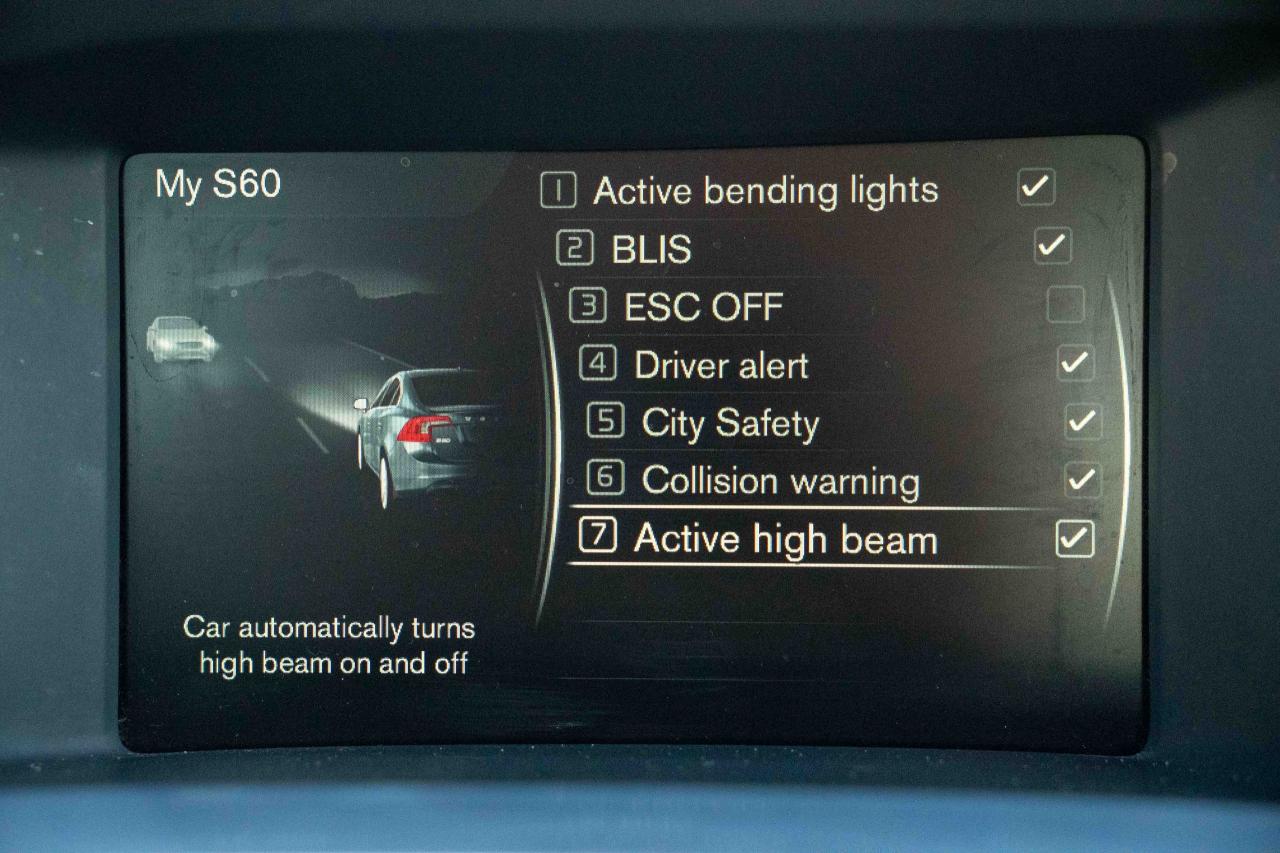 My S60
1 Active bending lights
2 BLIS
3 ESC OFF
4 Driver alert
5 City Safety
6 Collision warning
7 Active high beam
Car automatically turns
high beam on and off